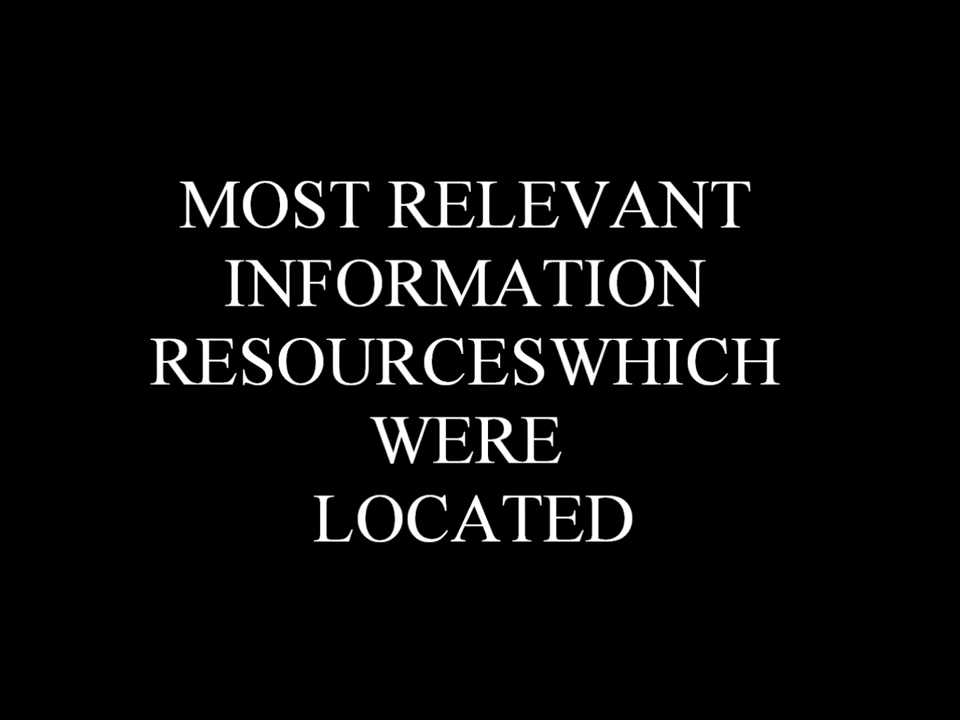 MOST RELEVANT
INFORMATION
RESOURCESWHICH
WERE
LOCATED